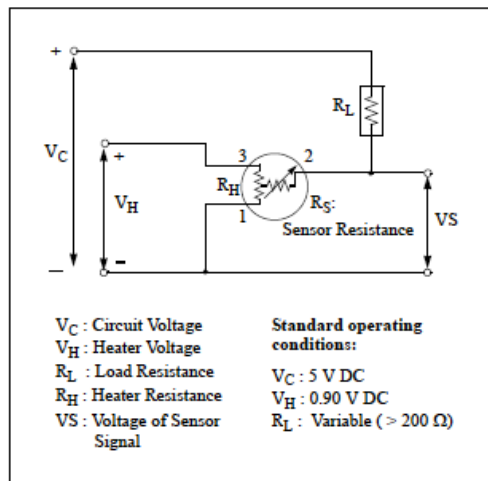 +
R_L
V_C
+
3
2
R_H
V_H
1
R_S:
Sensor Resistance
VS
–
–
V_C : Circuit Voltage
V_H : Heater Voltage
R_L : Load Resistance
R_H : Heater Resistance
VS : Voltage of Sensor
Signal
Standard operating
conditions:
V_C : 5 V DC
V_H : 0.90 V DC
R_L : Variable ( > 200 Ω)